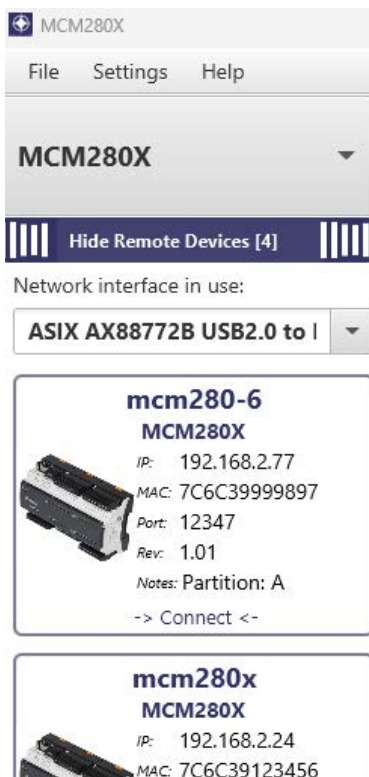 MCM280X
File Settings Help
MCM280X
Hide Remote Devices [4]
Network interface in use:
ASIX AX88772B USB2.0 to
mcm280-6
MCM280X
IP: 192.168.2.77
MAC: 7C6C39999897
Port: 12347
Rev: 1.01
Notes: Partition: A
-> Connect <-
mcm280x
MCM280X
IP: 192.168.2.24
MAC: 7C6C39123456